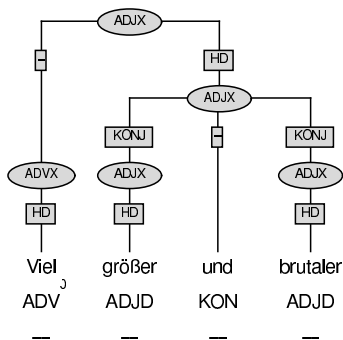 ADJX
- HD
ADJX
KONJ - KONJ
ADVX ADJX ADJX
HD HD HD
Viel größer und brutaler
ADV ADJD KON ADJD
-- -- -- --